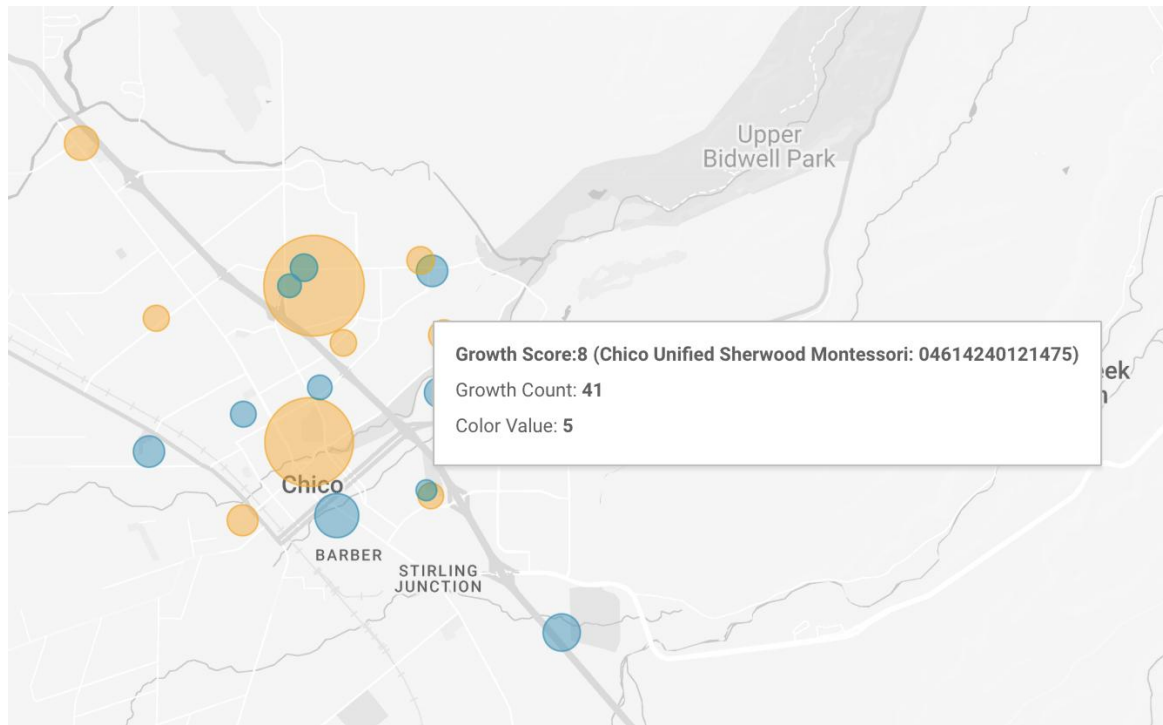 Upper
Bidwell Park
Growth Score:8 (Chico Unified Sherwood Montessori: 04614240121475)
Growth Count: 41
Color Value: 5
Chico
BARBER
STIRLING
JUNCTION